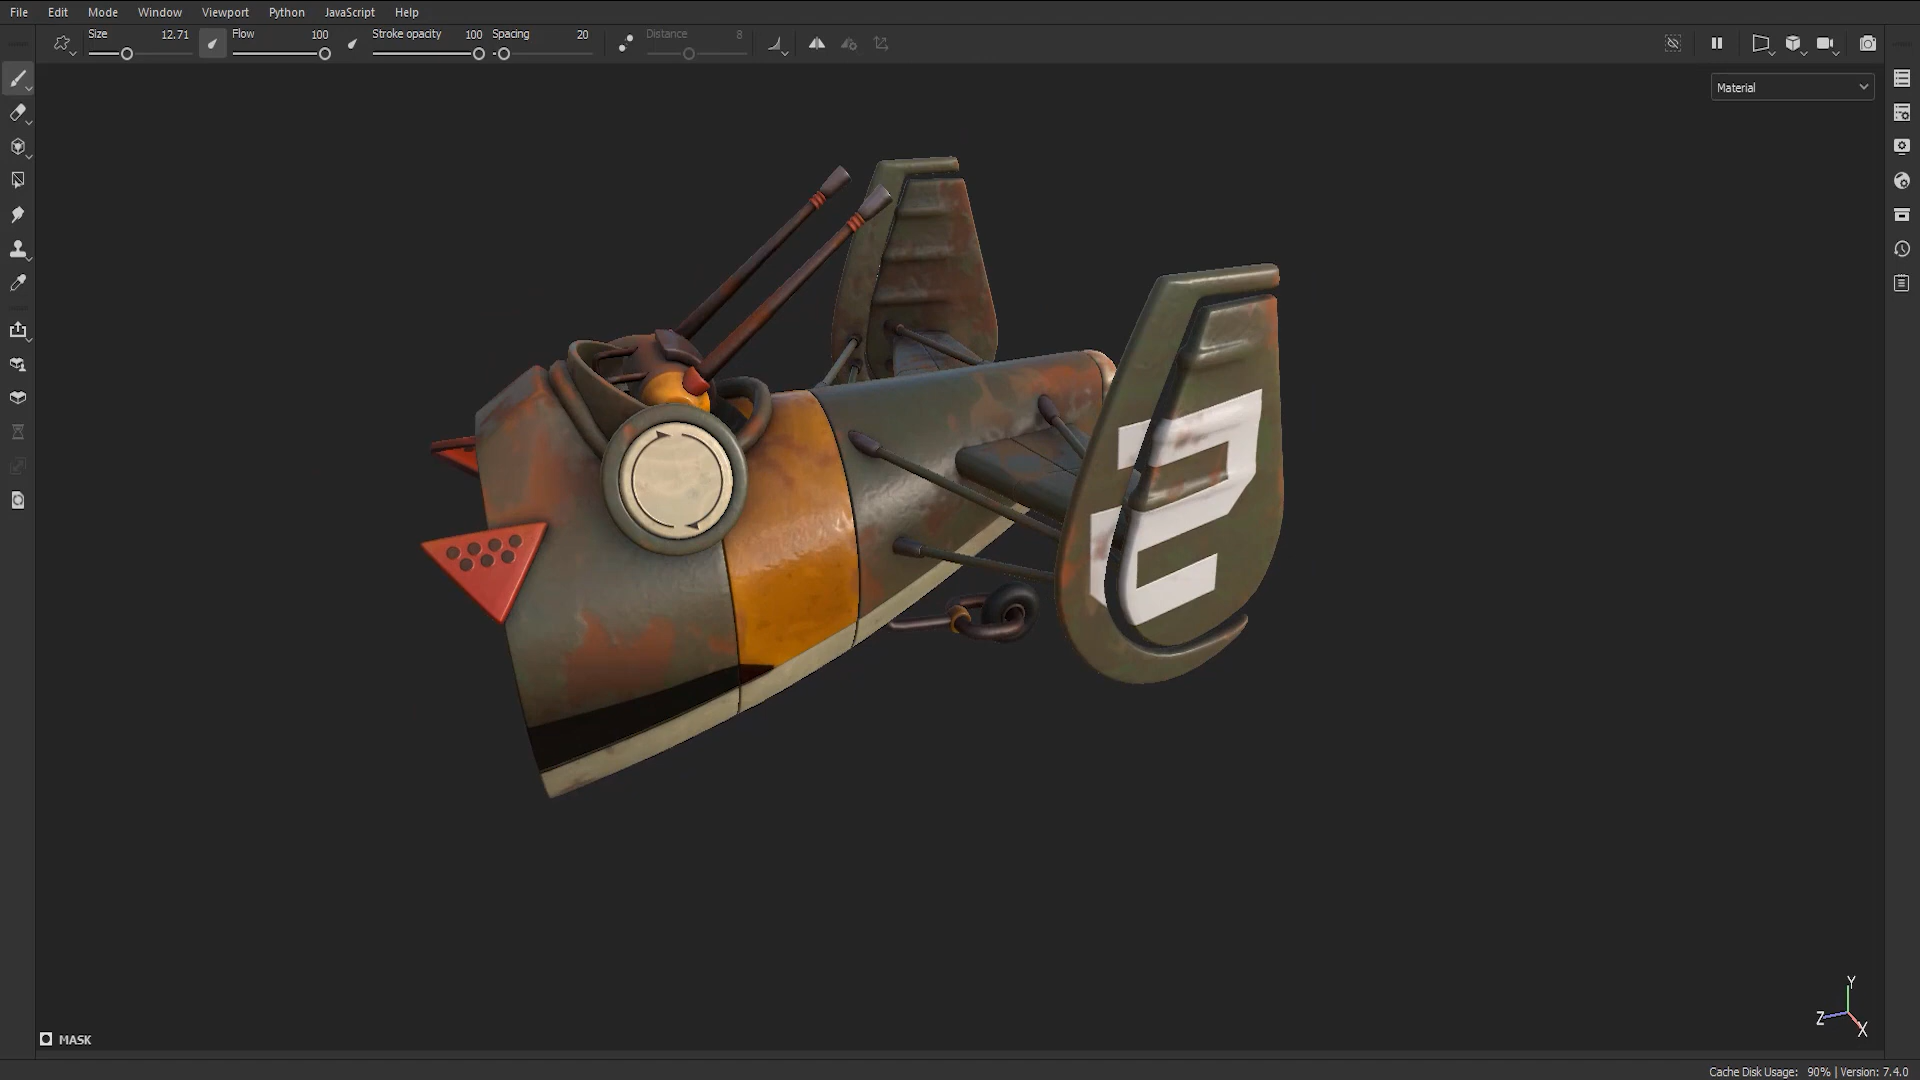 File Edit Mode Window Viewport Python JavaScript Help
Size 12.71 Flow 100 Stroke opacity 100 Spacing 20 Distance 8
Material
2
Y
Z
X
MASK
Cache Disk Usage: 90% | Version: 7.4.0